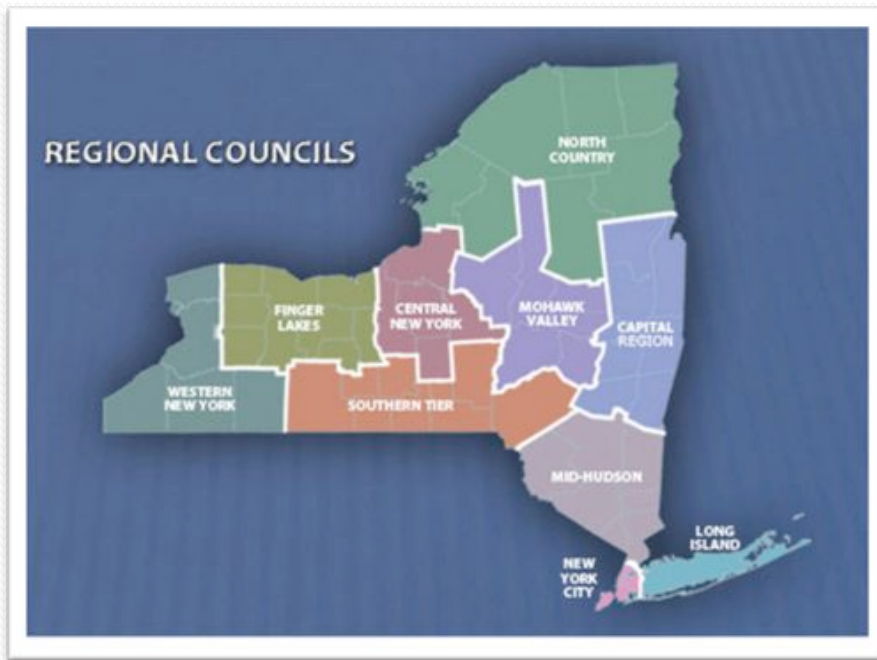 REGIONAL COUNCILS
NORTH
COUNTRY
FINGER
LAKES
CENTRAL
NEW YORK
MOHAWK
VALLEY
CAPITAL
REGION
WESTERN
NEW YORK
SOUTHERN TIER
MID-HUDSON
LONG
ISLAND
NEW
YORK
CITY